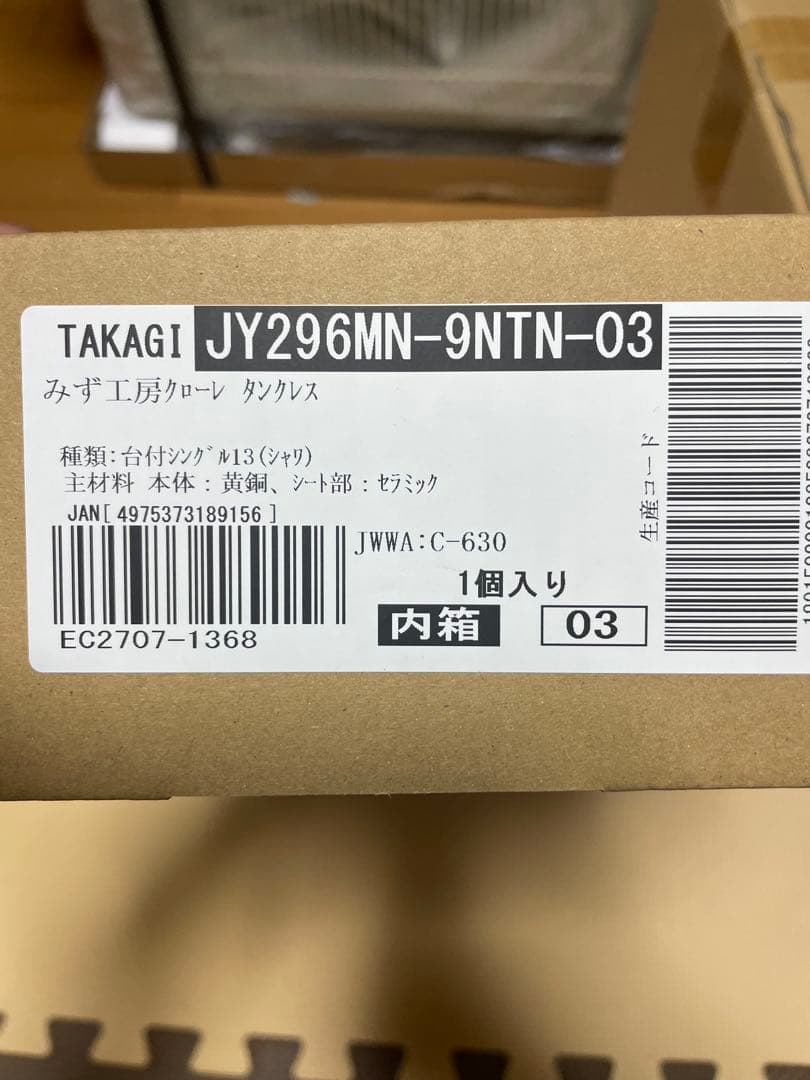 TAKAGI JY296MN-9NTN-03
みず工房ｸﾛｰﾚ ﾀﾝｸﾚｽ
種類:台付ｼﾝｸﾞﾙ13(ｼｬﾜ)
主材料 本体：黄銅、ｼｰﾄ部：ｾﾗﾐｯｸ
JAN[4975373189156]
JWWA:C-630
1個入り
EC2707-1368
内箱
03
生産コード